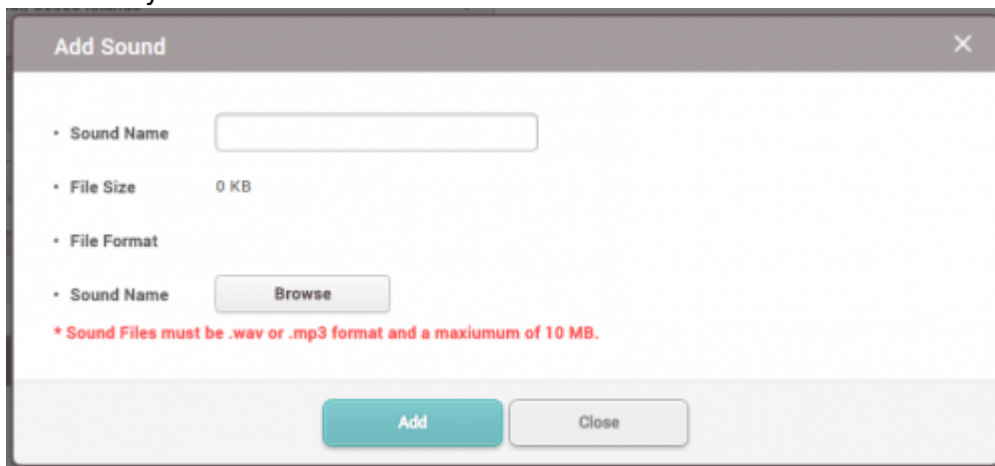 Add Sound
• Sound Name
• File Size 0 KB
• File Format
• Sound Name Browse
* Sound Files must be .wav or .mp3 format and a maxiumum of 10 MB.
Add Close